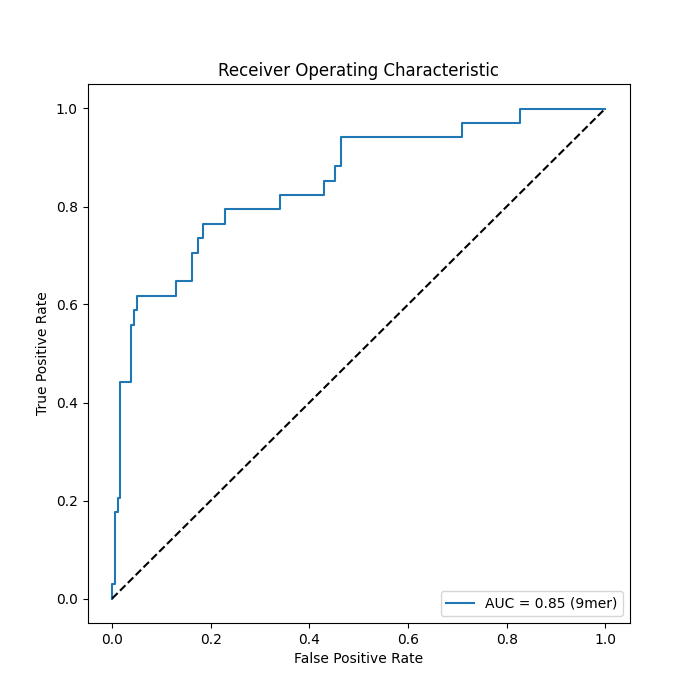 Receiver Operating Characteristic
True Positive Rate
1.0
0.8
0.6
0.4
0.2
0.0
AUC = 0.85 (9mer)
0.0 0.2 0.4 0.6 0.8 1.0
False Positive Rate